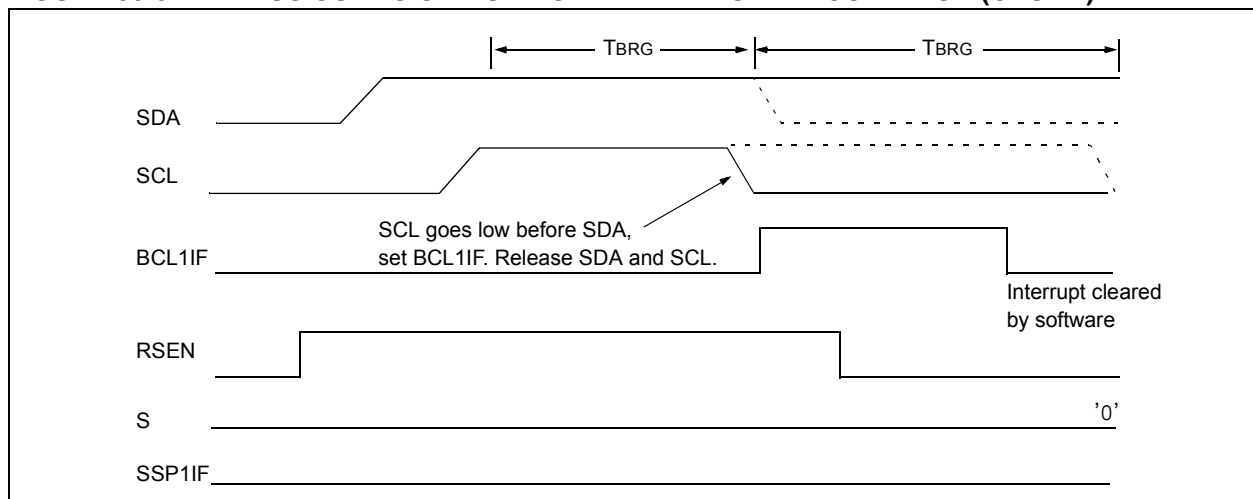 TBRG TBRG
SDA
SCL
SCL goes low before SDA,
set BCL1IF. Release SDA and SCL.
BCL1IF
Interrupt cleared
by software
RSEN
S '0'
SSP1IF